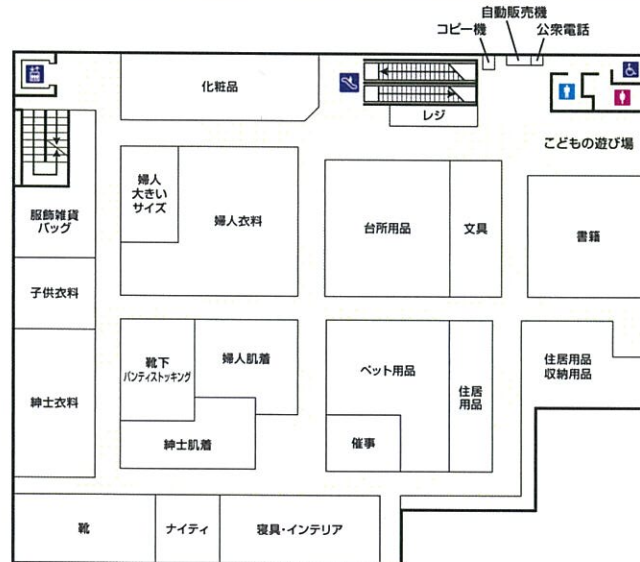 自動販売機
コピー機
公衆電話
化粧品
レジ
こどもの遊び場
婦人
大きい
サイズ
婦人衣料
台所用品
文具
書籍
服飾雑貨
バッグ
子供衣料
紳士衣料
靴下
パンティストッキング
婦人肌着
紳士肌着
ペット用品
催事
住居
用品
住居用品
収納用品
靴
ナイティ
寝具・インテリア